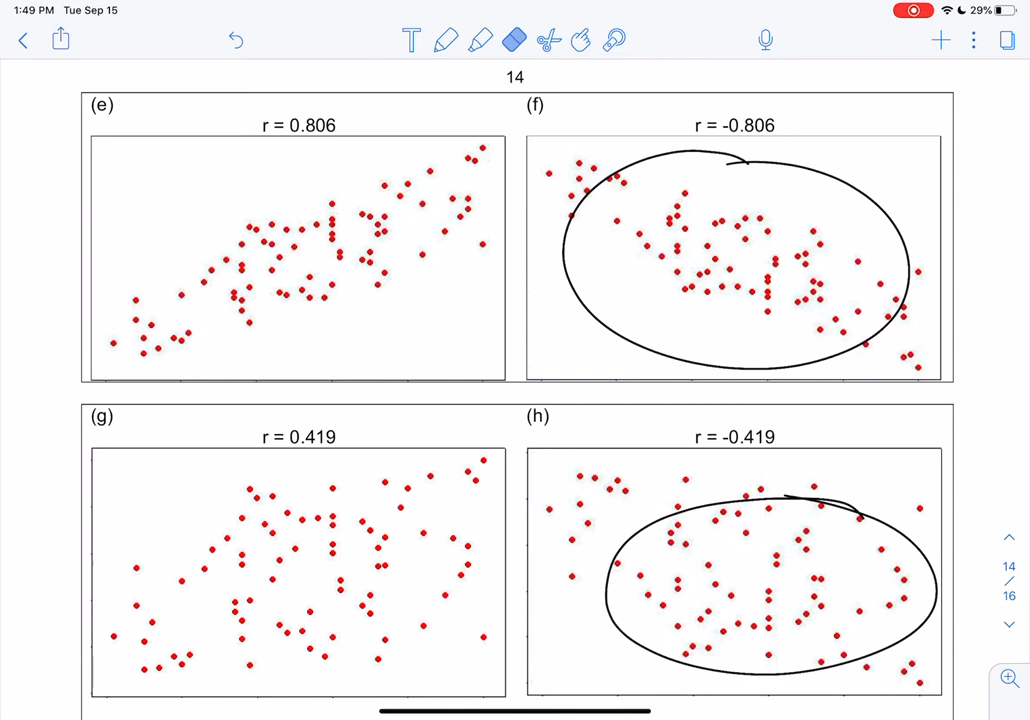 1:49 PM Tue Sep 15
29%
14
(e)
(f)
r = 0.806
r = -0.806
(g)
(h)
r = 0.419
r = -0.419
14
/
16